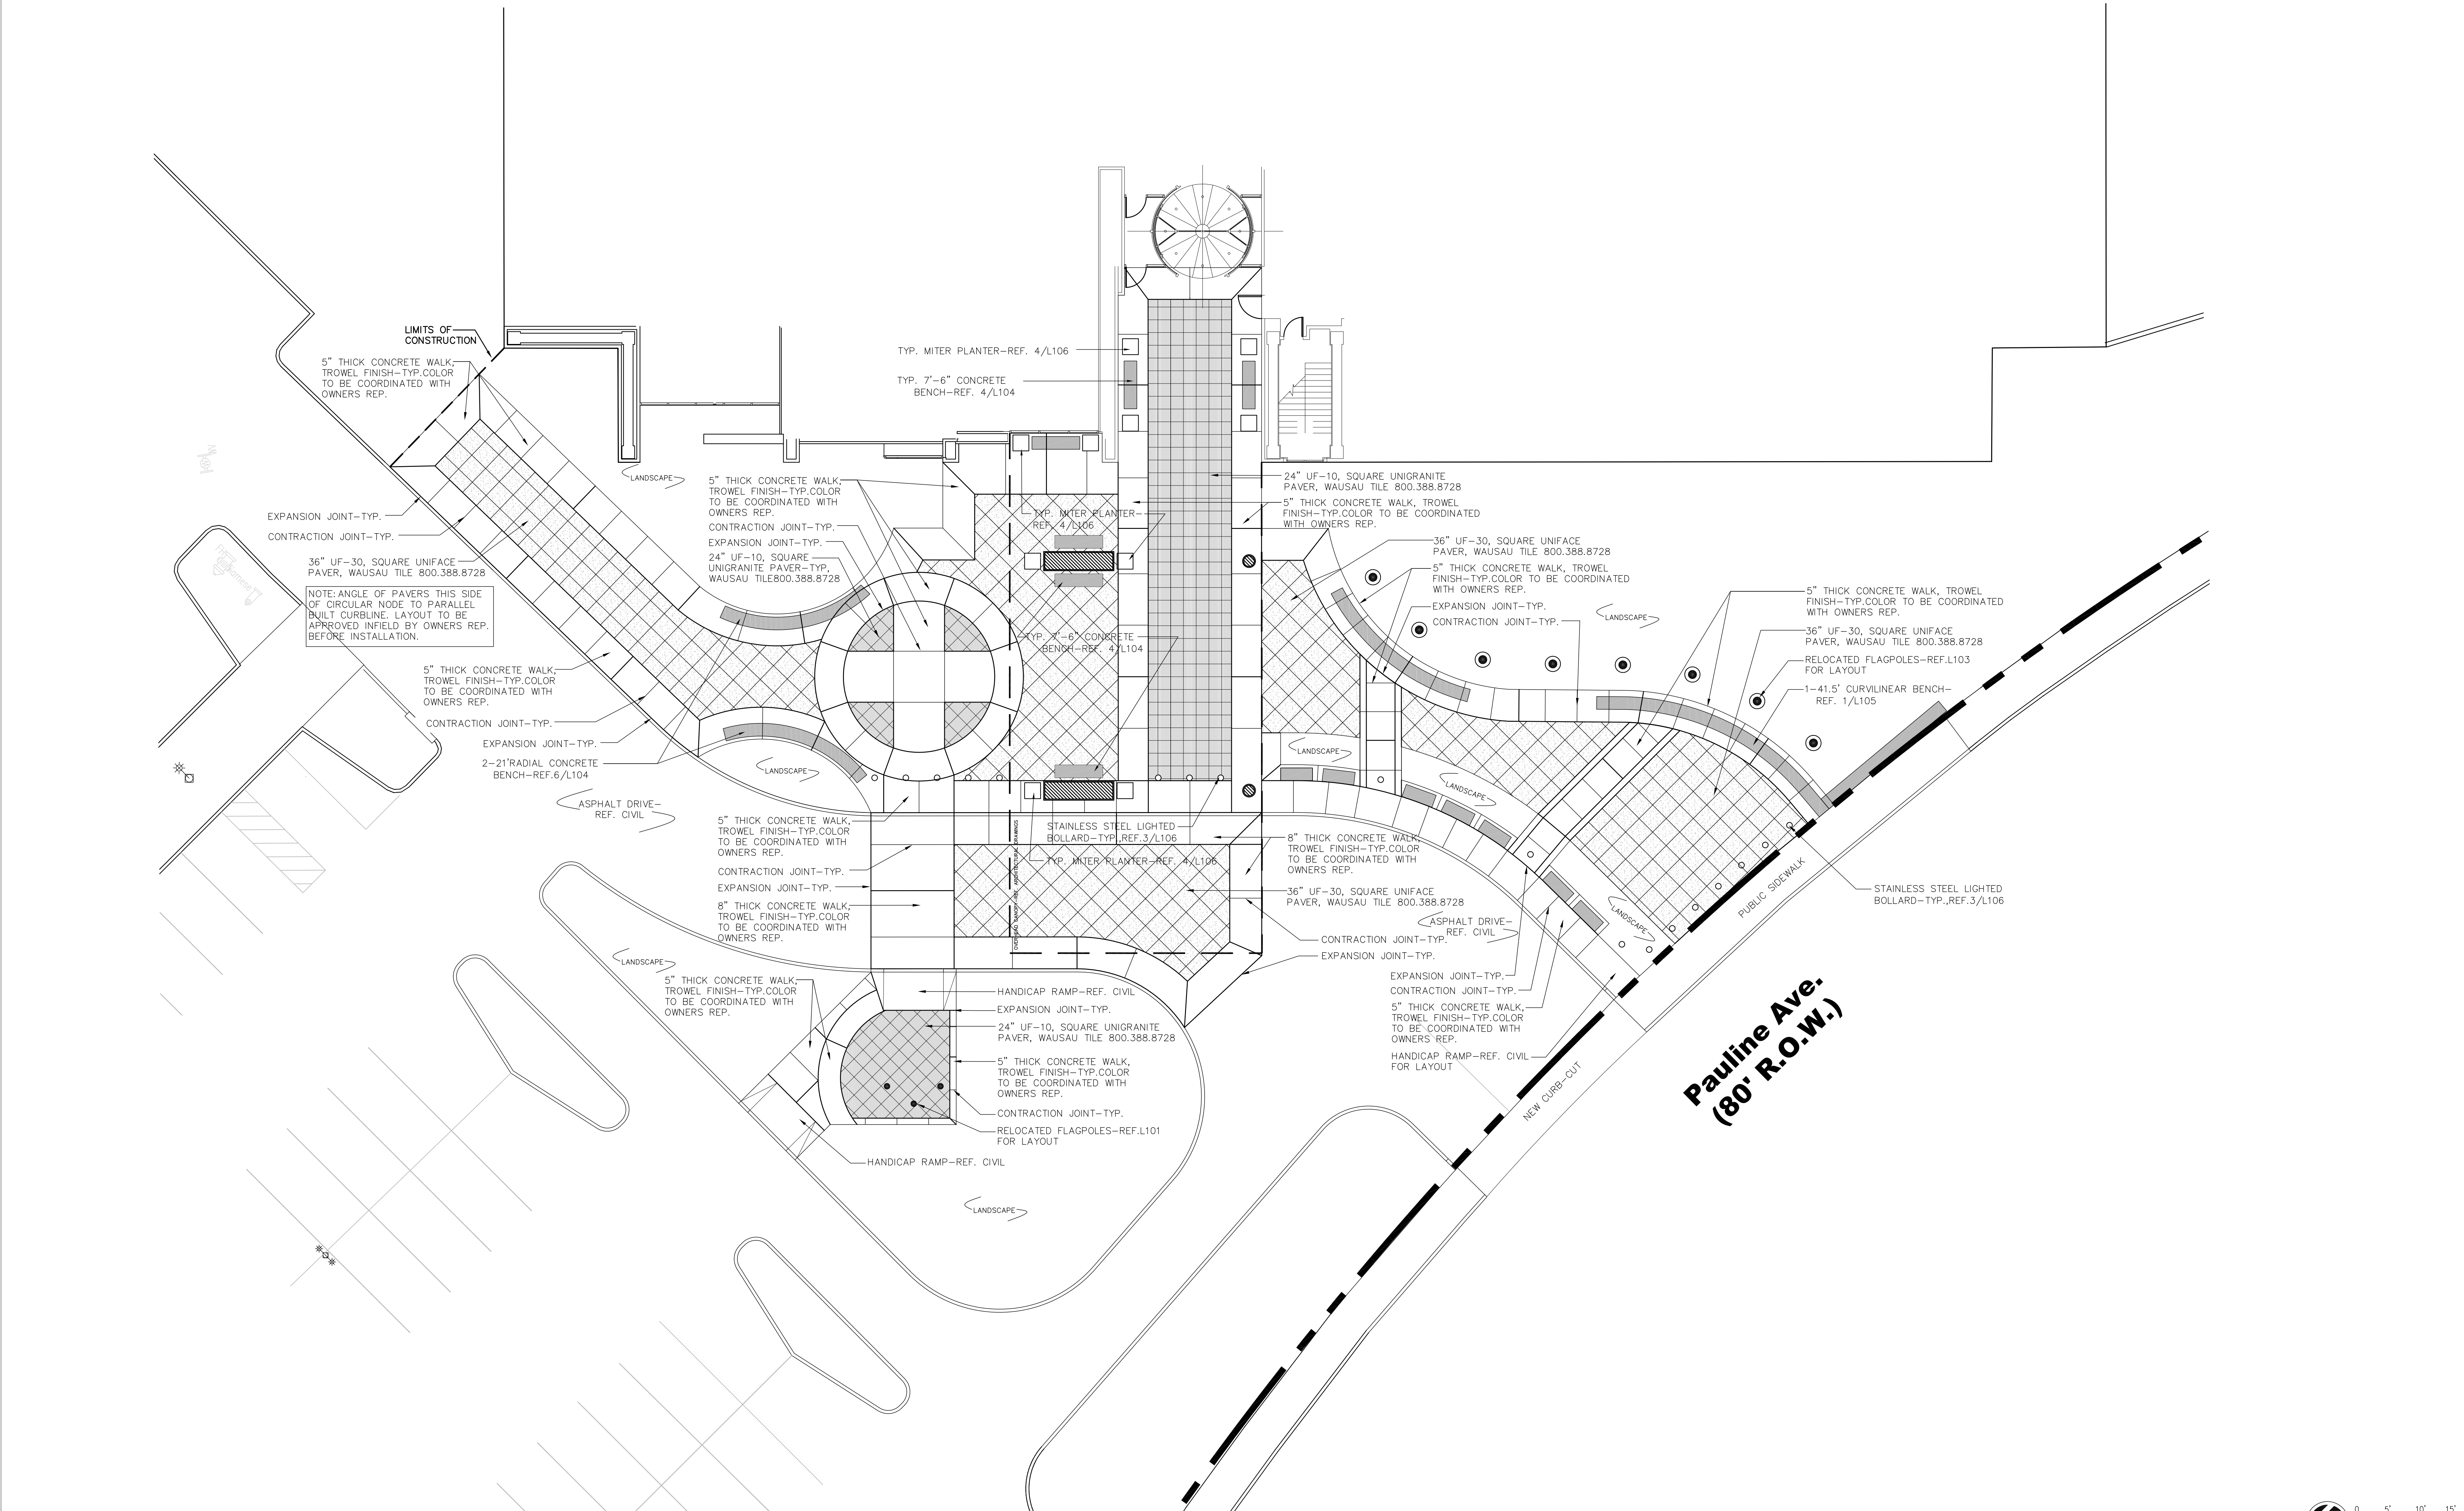 LIMITS OF
CONSTRUCTION
5" THICK CONCRETE WALK,
TROWEL FINISH-TYP.COLOR
TO BE COORDINATED WITH
OWNERS REP.
EXPANSION JOINT-TYP.
CONTRACTION JOINT-TYP.
36" UF-30, SQUARE UNIFACE
PAVER, WAUSAU TILE 800.388.8728
NOTE: ANGLE OF PAVERS THIS SIDE
OF CIRCULAR NODE TO PARALLEL
BUILT CURBLINE. LAYOUT TO BE
APPROVED INFIELD BY OWNERS REP.
BEFORE INSTALLATION.
5" THICK CONCRETE WALK,
TROWEL FINISH-TYP.COLOR
TO BE COORDINATED WITH
OWNERS REP.
CONTRACTION JOINT-TYP.
EXPANSION JOINT-TYP.
2-21'RADIAL CONCRETE
BENCH-REF.6/L104
ASPHALT DRIVE-
REF. CIVIL
LANDSCAPE
TYP. MITER PLANTER-REF. 4/L106
TYP. 7'-6" CONCRETE
BENCH-REF. 4/L104
5" THICK CONCRETE WALK,
TROWEL FINISH-TYP.COLOR
TO BE COORDINATED WITH
OWNERS REP.
CONTRACTION JOINT-TYP.
EXPANSION JOINT-TYP.
24" UF-10, SQUARE
UNIGRANITE PAVER-TYP,
WAUSAU TILE800.388.8728
TYP. MITER PLANTER-
REF. 4/L106
TYP. 7'-6" CONCRETE
BENCH-REF. 4/L104
LANDSCAPE
5" THICK CONCRETE WALK,
TROWEL FINISH-TYP.COLOR
TO BE COORDINATED WITH
OWNERS REP.
CONTRACTION JOINT-TYP.
EXPANSION JOINT-TYP.
8" THICK CONCRETE WALK,
TROWEL FINISH-TYP.COLOR
TO BE COORDINATED WITH
OWNERS REP.
STAINLESS STEEL LIGHTED
BOLLARD-TYP.,REF.3/L106
TYP. MITER PLANTER-REF. 4/L106
OVERHEAD CANOPY-REF. ARCHITECTURAL DRAWINGS
LANDSCAPE
5" THICK CONCRETE WALK,
TROWEL FINISH-TYP.COLOR
TO BE COORDINATED WITH
OWNERS REP.
HANDICAP RAMP-REF. CIVIL
EXPANSION JOINT-TYP.
24" UF-10, SQUARE UNIGRANITE
PAVER, WAUSAU TILE 800.388.8728
5" THICK CONCRETE WALK,
TROWEL FINISH-TYP.COLOR
TO BE COORDINATED WITH
OWNERS REP.
CONTRACTION JOINT-TYP.
RELOCATED FLAGPOLES-REF.L101
FOR LAYOUT
HANDICAP RAMP-REF. CIVIL
LANDSCAPE
24" UF-10, SQUARE UNIGRANITE
PAVER, WAUSAU TILE 800.388.8728
5" THICK CONCRETE WALK, TROWEL
FINISH-TYP.COLOR TO BE COORDINATED
WITH OWNERS REP.
36" UF-30, SQUARE UNIFACE
PAVER, WAUSAU TILE 800.388.8728
5" THICK CONCRETE WALK, TROWEL
FINISH-TYP.COLOR TO BE COORDINATED
WITH OWNERS REP.
EXPANSION JOINT-TYP.
CONTRACTION JOINT-TYP.
LANDSCAPE
5" THICK CONCRETE WALK, TROWEL
FINISH-TYP.COLOR TO BE COORDINATED
WITH OWNERS REP.
36" UF-30, SQUARE UNIFACE
PAVER, WAUSAU TILE 800.388.8728
RELOCATED FLAGPOLES-REF.L103
FOR LAYOUT
1-41.5' CURVILINEAR BENCH-
REF. 1/L105
LANDSCAPE
LANDSCAPE
8" THICK CONCRETE WALK,
TROWEL FINISH-TYP.COLOR
TO BE COORDINATED WITH
OWNERS REP.
36" UF-30, SQUARE UNIFACE
PAVER, WAUSAU TILE 800.388.8728
ASPHALT DRIVE-
REF. CIVIL
CONTRACTION JOINT-TYP.
EXPANSION JOINT-TYP.
LANDSCAPE
STAINLESS STEEL LIGHTED
BOLLARD-TYP.,REF.3/L106
PUBLIC SIDEWALK
EXPANSION JOINT-TYP.
CONTRACTION JOINT-TYP.
5" THICK CONCRETE WALK,
TROWEL FINISH-TYP.COLOR
TO BE COORDINATED WITH
OWNERS REP.
HANDICAP RAMP-REF. CIVIL
FOR LAYOUT
NEW CURB-CUT
Pauline Ave.
(80' R.O.W.)
0 5' 10' 15'